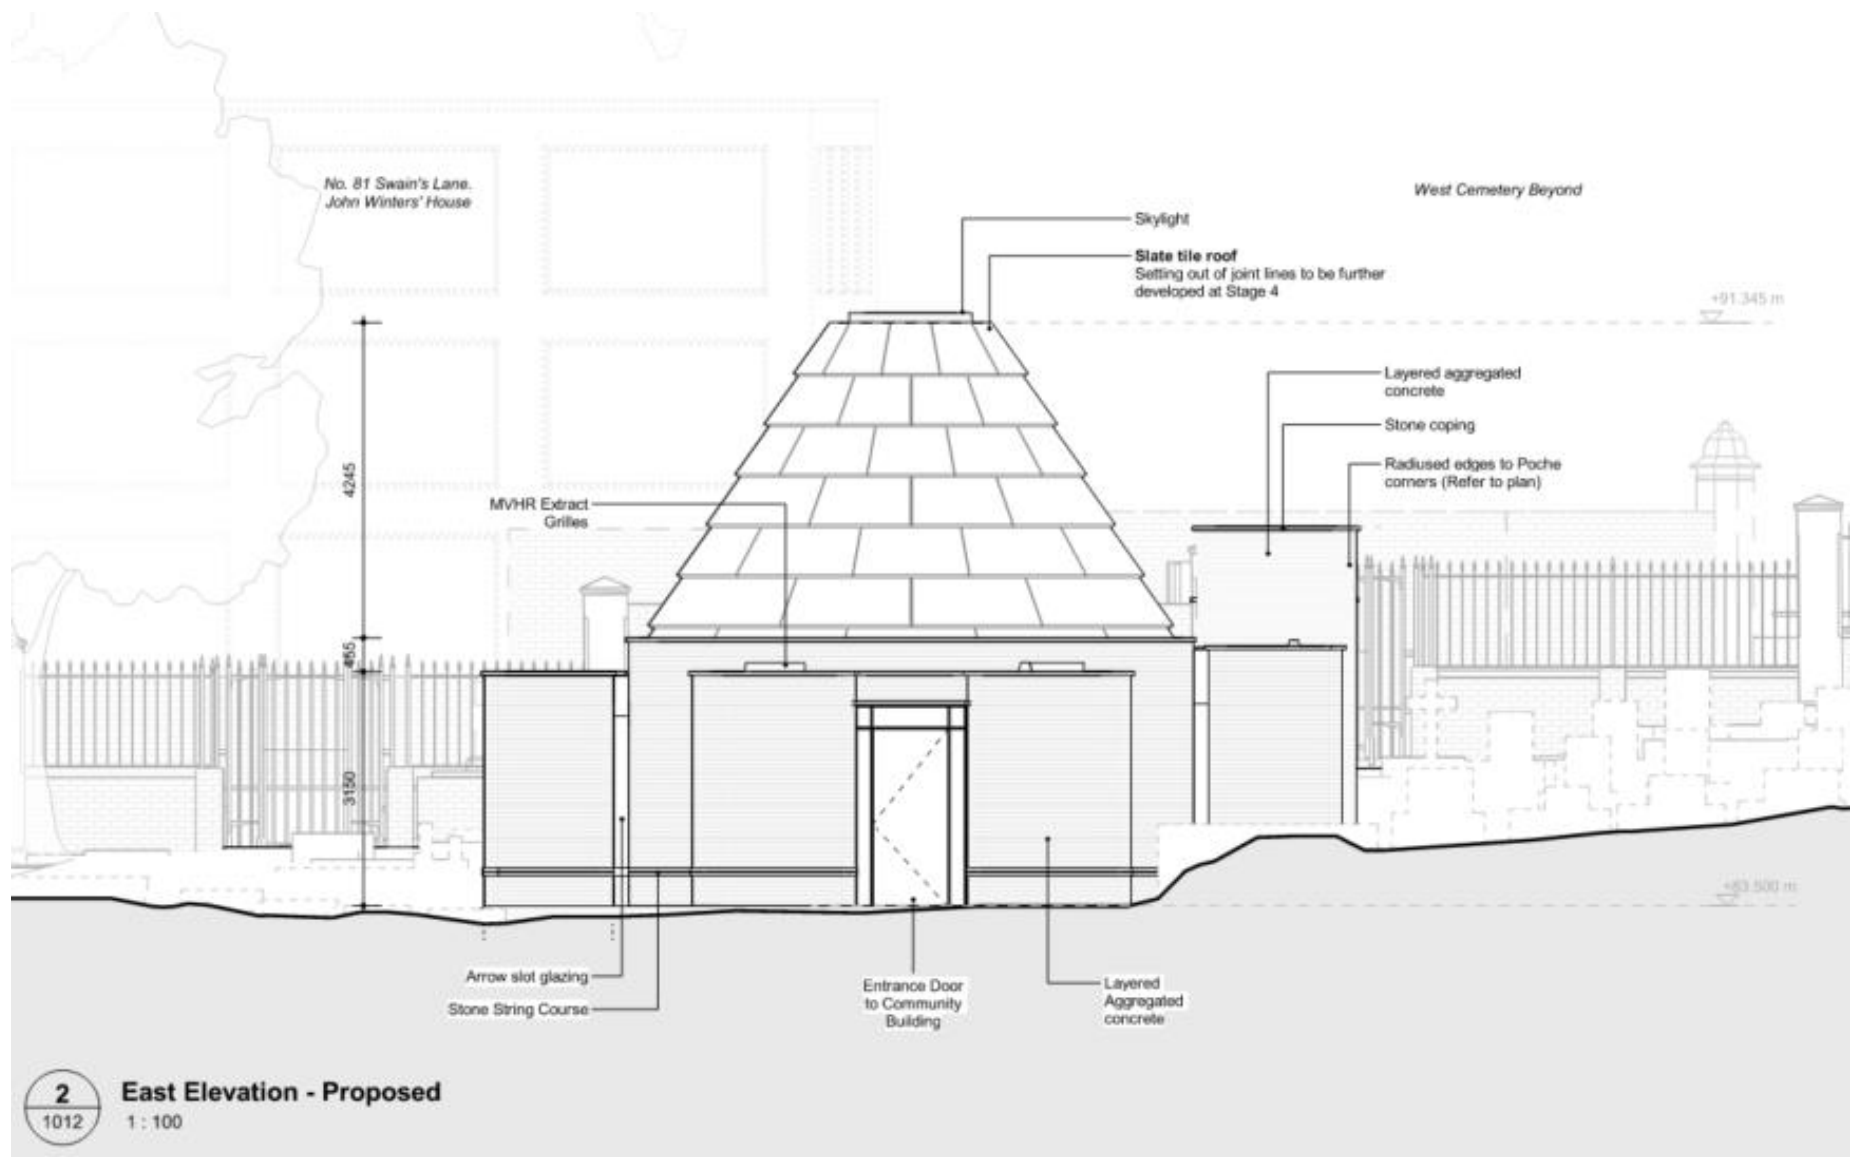 No. 81 Swain's Lane.
John Winters' House
West Cemetery Beyond
Skylight
Slate tile roof
Setting out of joint lines to be further
developed at Stage 4
+91.345 m
Layered aggregated
concrete
Stone coping
Radiused edges to Poche
corners (Refer to plan)
4245
MVHR Extract
Grilles
455
3150
+83.500 m
Arrow slot glazing
Stone String Course
Entrance Door
to Community
Building
Layered
Aggregated
concrete
2
1012
East Elevation - Proposed
1 : 100